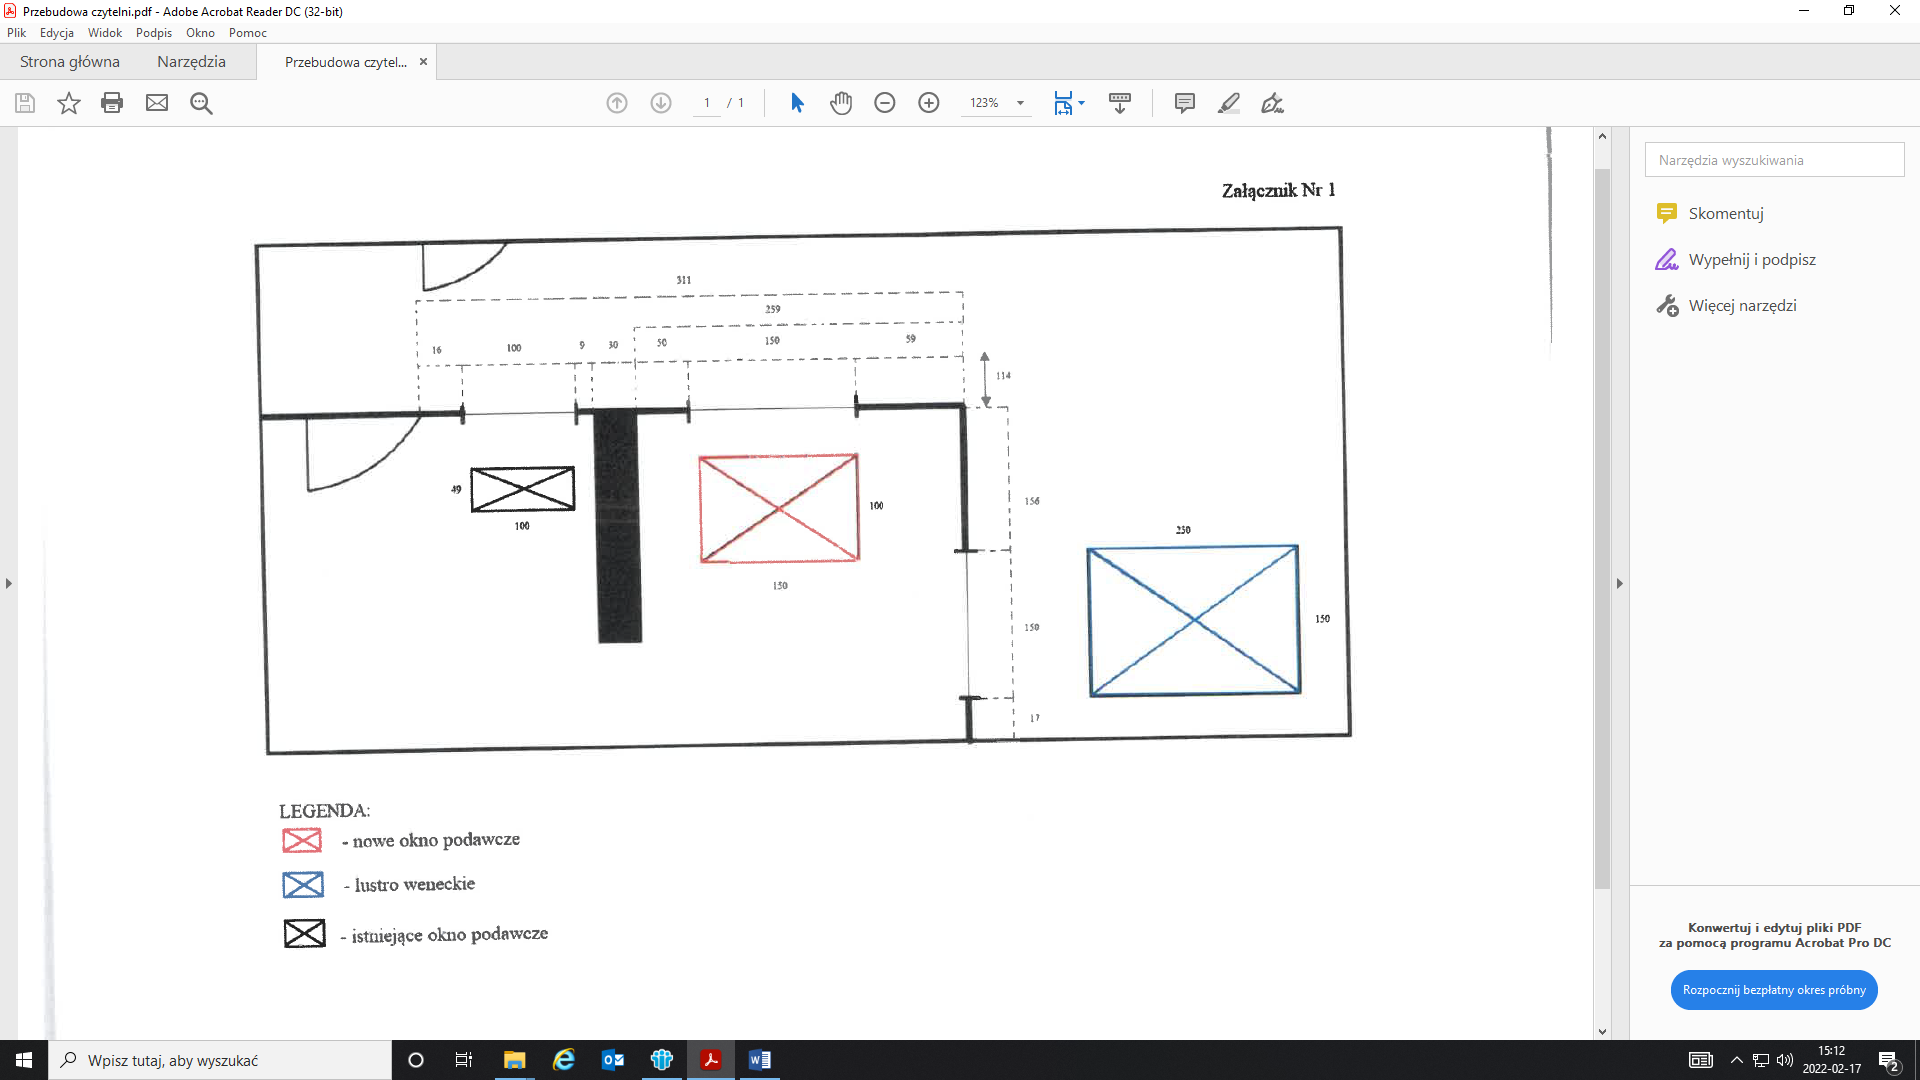 Przebudowa czytelni.pdf - Adobe Acrobat Reader DC (32-bit)
Plik Edycja Widok Podpis Okno Pomoc
Strona główna Narzędzia Przebudowa czytel... ×
1 / 1 123%
Narzędzia wyszukiwania
Skomentuj
Wypełnij i podpisz
Więcej narzędzi
Załącznik Nr 1
311
259
16 100 9 30 50 150 59
114
49
100
100
150
156
150
17
250
150
LEGENDA:
- nowe okno podawcze
- lustro weneckie
- istniejące okno podawcze
Konwertuj i edytuj pliki PDF
za pomocą programu Acrobat Pro DC
Rozpocznij bezpłatny okres próbny
Wpisz tutaj, aby wyszukać
15:12
2022-02-17
2